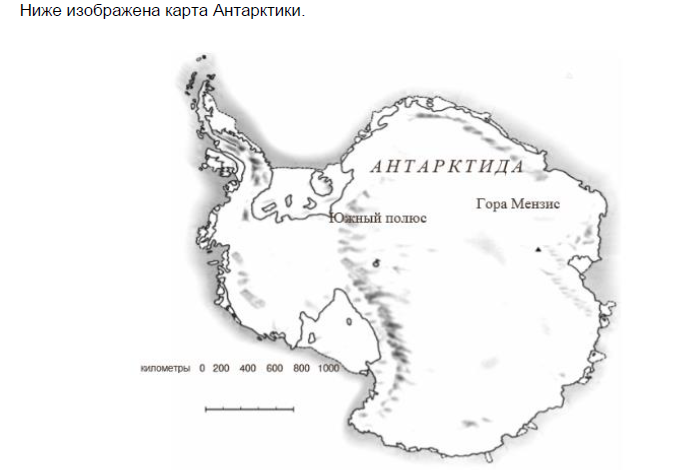 Ниже изображена карта Антарктики.
АНТАРКТИДА
Гора Мензис
Южный полюс
километры 0 200 400 600 800 1000